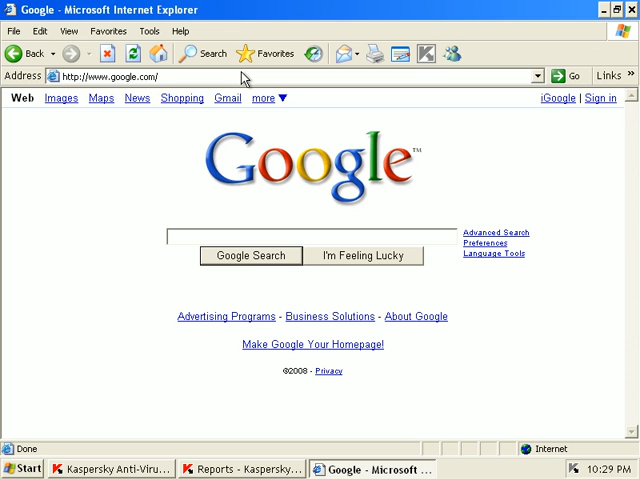 Google - Microsoft Internet Explorer
File Edit View Favorites Tools Help
Back Search Favorites
Address http://www.google.com/ Go Links »
Web Images Maps News Shopping Gmail more ▼ iGoogle | Sign in
Google™
Advanced Search
Preferences
Language Tools
Google Search I'm Feeling Lucky
Advertising Programs - Business Solutions - About Google
Make Google Your Homepage!
©2008 - Privacy
Done Internet
Start Kaspersky Anti-Viru... Reports - Kaspersky... Google - Microsoft ... 10:29 PM